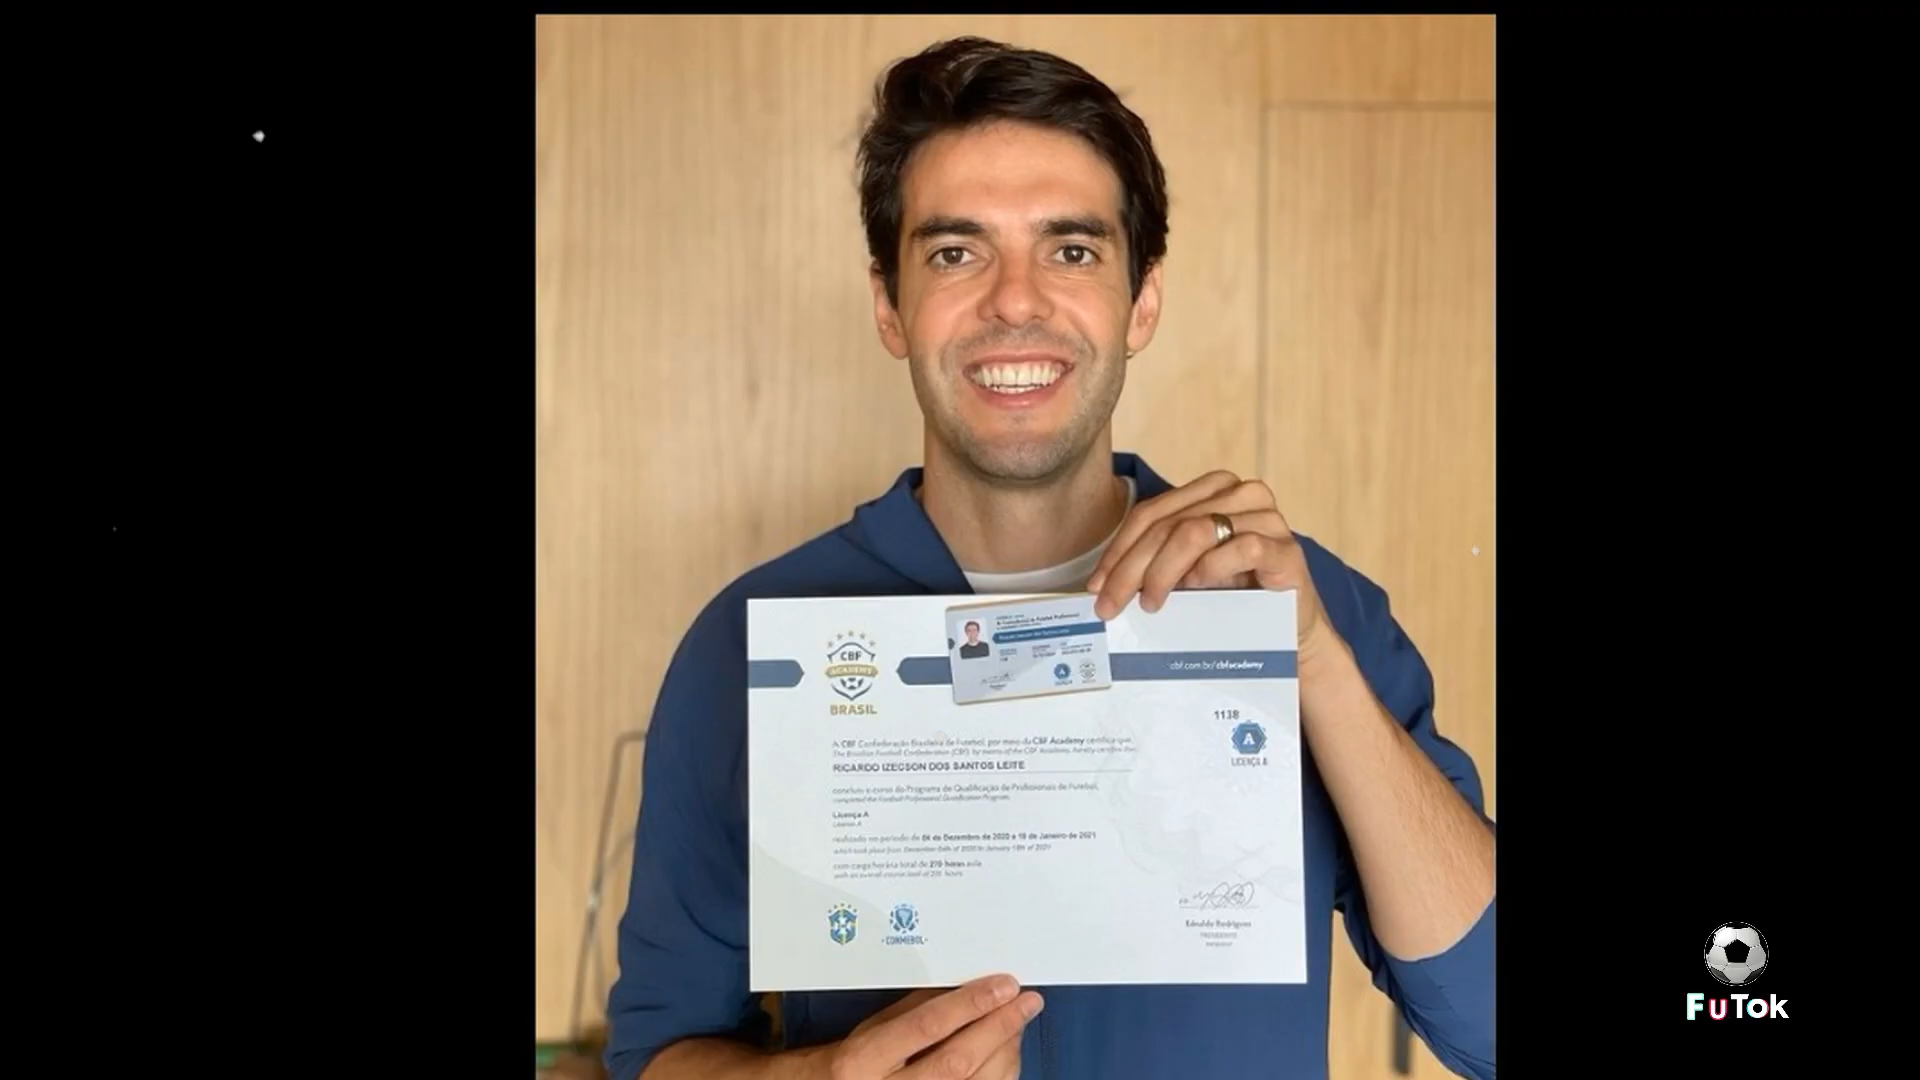 CBF
ACADEMY
BRASIL
cbf.com.br/cbfacademy
1138
A
LICENÇA A
A CBF Confederação Brasileira de Futebol, por meio da CBF Academy certifica que,
The Brazilian Football Confederation (CBF), by means of the CBF Academy, hereby certifies that
RICARDO IZECSON DOS SANTOS LEITE
concluiu o curso do Programa de Qualificação de Profissionais de Futebol,
completed the Football Professional Qualification Program,
Licença A
License A
realizado no período de 04 de Dezembro de 2020 a 18 de Janeiro de 2021
which took place from December 04th of 2020 to January 18th of 2021
com carga horária total de 270 horas aula
with an overall course load of 270 hours
CONMEBOL
Ednaldo Rodrigues
PRESIDENTE
FuTok